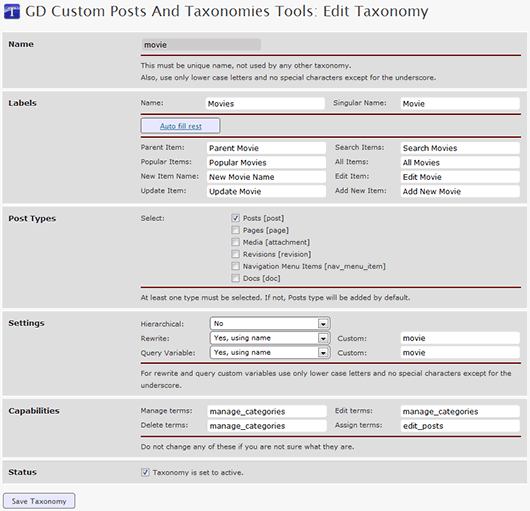 GD Custom Posts And Taxonomies Tools: Edit Taxonomy
Name
movie
This must be unique name, not used by any other taxonomy.
Also, use only lower case letters and no special characters except for the underscore.
Labels
Name: Movies Singular Name: Movie
Auto fill rest
Parent Item: Parent Movie Search Items: Search Movies
Popular Items: Popular Movies All Items: All Movies
New Item Name: New Movie Name Edit Item: Edit Movie
Update Item: Update Movie Add New Item: Add New Movie
Post Types
Select: Posts [post]
Pages [page]
Media [attachment]
Revisions [revision]
Navigation Menu Items [nav_menu_item]
Docs [doc]
At least one type must be selected. If not, Posts type will be added by default.
Settings
Hierarchical: No
Rewrite: Yes, using name Custom: movie
Query Variable: Yes, using name Custom: movie
For rewrite and query custom variables use only lower case letters and no special characters except for the
underscore.
Capabilities
Manage terms: manage_categories Edit terms: manage_categories
Delete terms: manage_categories Assign terms: edit_posts
Do not change any of these if you are not sure what they are.
Status
Taxonomy is set to active.
Save Taxonomy